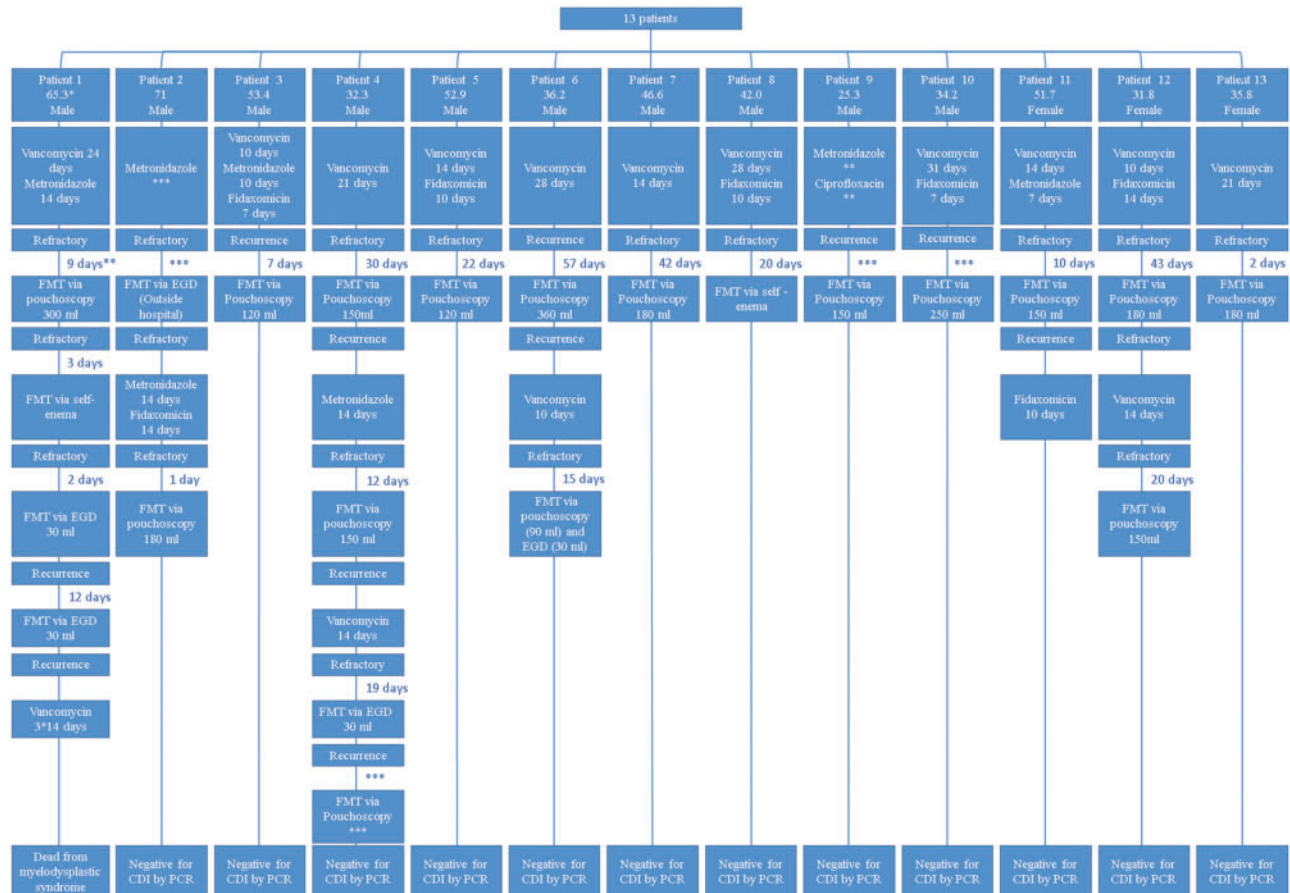 13 patients
Patient 1
65.3*
Male
Vancomycin 24
days
Metronidazole
14 days
Refractory
9 days**
FMT via
pouchoscopy
300 ml
Refractory
3 days
FMT via self-
enema
Refractory
2 days
FMT via EGD
30 ml
Recurrence
12 days
FMT via EGD
30 ml
Recurrence
Vancomycin
3*14 days
Dead from
myelodysplastic
syndrome
Patient 2
71
Male
Metronidazole
***
Refractory
***
FMT via EGD
(Outside
hospital)
Refractory
Metronidazole
14 days
Fidaxomicin
14 days
Refractory
1 day
FMT via
pouchoscopy
180 ml
Negative for
CDI by PCR
Patient 3
53.4
Male
Vancomycin
10 days
Metronidazole
10 days
Fidaxomicin
7 days
Recurrence
7 days
FMT via
Pouchoscopy
120 ml
Negative for
CDI by PCR
Patient 4
32.3
Male
Vancomycin
21 days
Refractory
30 days
FMT via
Pouchoscopy
150ml
Recurrence
Metronidazole
14 days
Refractory
12 days
FMT via
pouchoscopy
150 ml
Recurrence
Vancomycin
14 days
Refractory
19 days
FMT via EGD
30 ml
Recurrence
***
FMT via
Pouchoscopy
***
Negative for
CDI by PCR
Patient 5
52.9
Male
Vancomycin
14 days
Fidaxomicin
10 days
Refractory
22 days
FMT via
Pouchoscopy
120 ml
Negative for
CDI by PCR
Patient 6
36.2
Male
Vancomycin
28 days
Recurrence
57 days
FMT via
Pouchoscopy
360 ml
Recurrence
Vancomycin
10 days
Refractory
15 days
FMT via
pouchoscopy
(90 ml) and
EGD (30 ml)
Negative for
CDI by PCR
Patient 7
46.6
Male
Vancomycin
14 days
Refractory
42 days
FMT via
Pouchoscopy
180 ml
Negative for
CDI by PCR
Patient 8
42.0
Male
Vancomycin
28 days
Fidaxomicin
10 days
Refractory
20 days
FMT via self -
enema
Negative for
CDI by PCR
Patient 9
25.3
Male
Metronidazole
**
Ciprofloxacin
**
Recurrence
***
FMT via
Pouchoscopy
150 ml
Negative for
CDI by PCR
Patient 10
34.2
Male
Vancomycin
31 days
Fidaxomicin
7 days
Recurrence
***
FMT via
Pouchoscopy
250 ml
Negative for
CDI by PCR
Patient 11
51.7
Female
Vancomycin
14 days
Metronidazole
7 days
Refractory
10 days
FMT via
Pouchoscopy
150 ml
Recurrence
Fidaxomicin
10 days
Negative for
CDI by PCR
Patient 12
31.8
Female
Vancomycin
10 days
Fidaxomicin
14 days
Refractory
43 days
FMT via
Pouchoscopy
180 ml
Refractory
Vancomycin
14 days
Refractory
20 days
FMT via
pouchoscopy
150ml
Negative for
CDI by PCR
Patient 13
35.8
Female
Vancomycin
21 days
Refractory
2 days
FMT via
Pouchoscopy
180 ml
Negative for
CDI by PCR